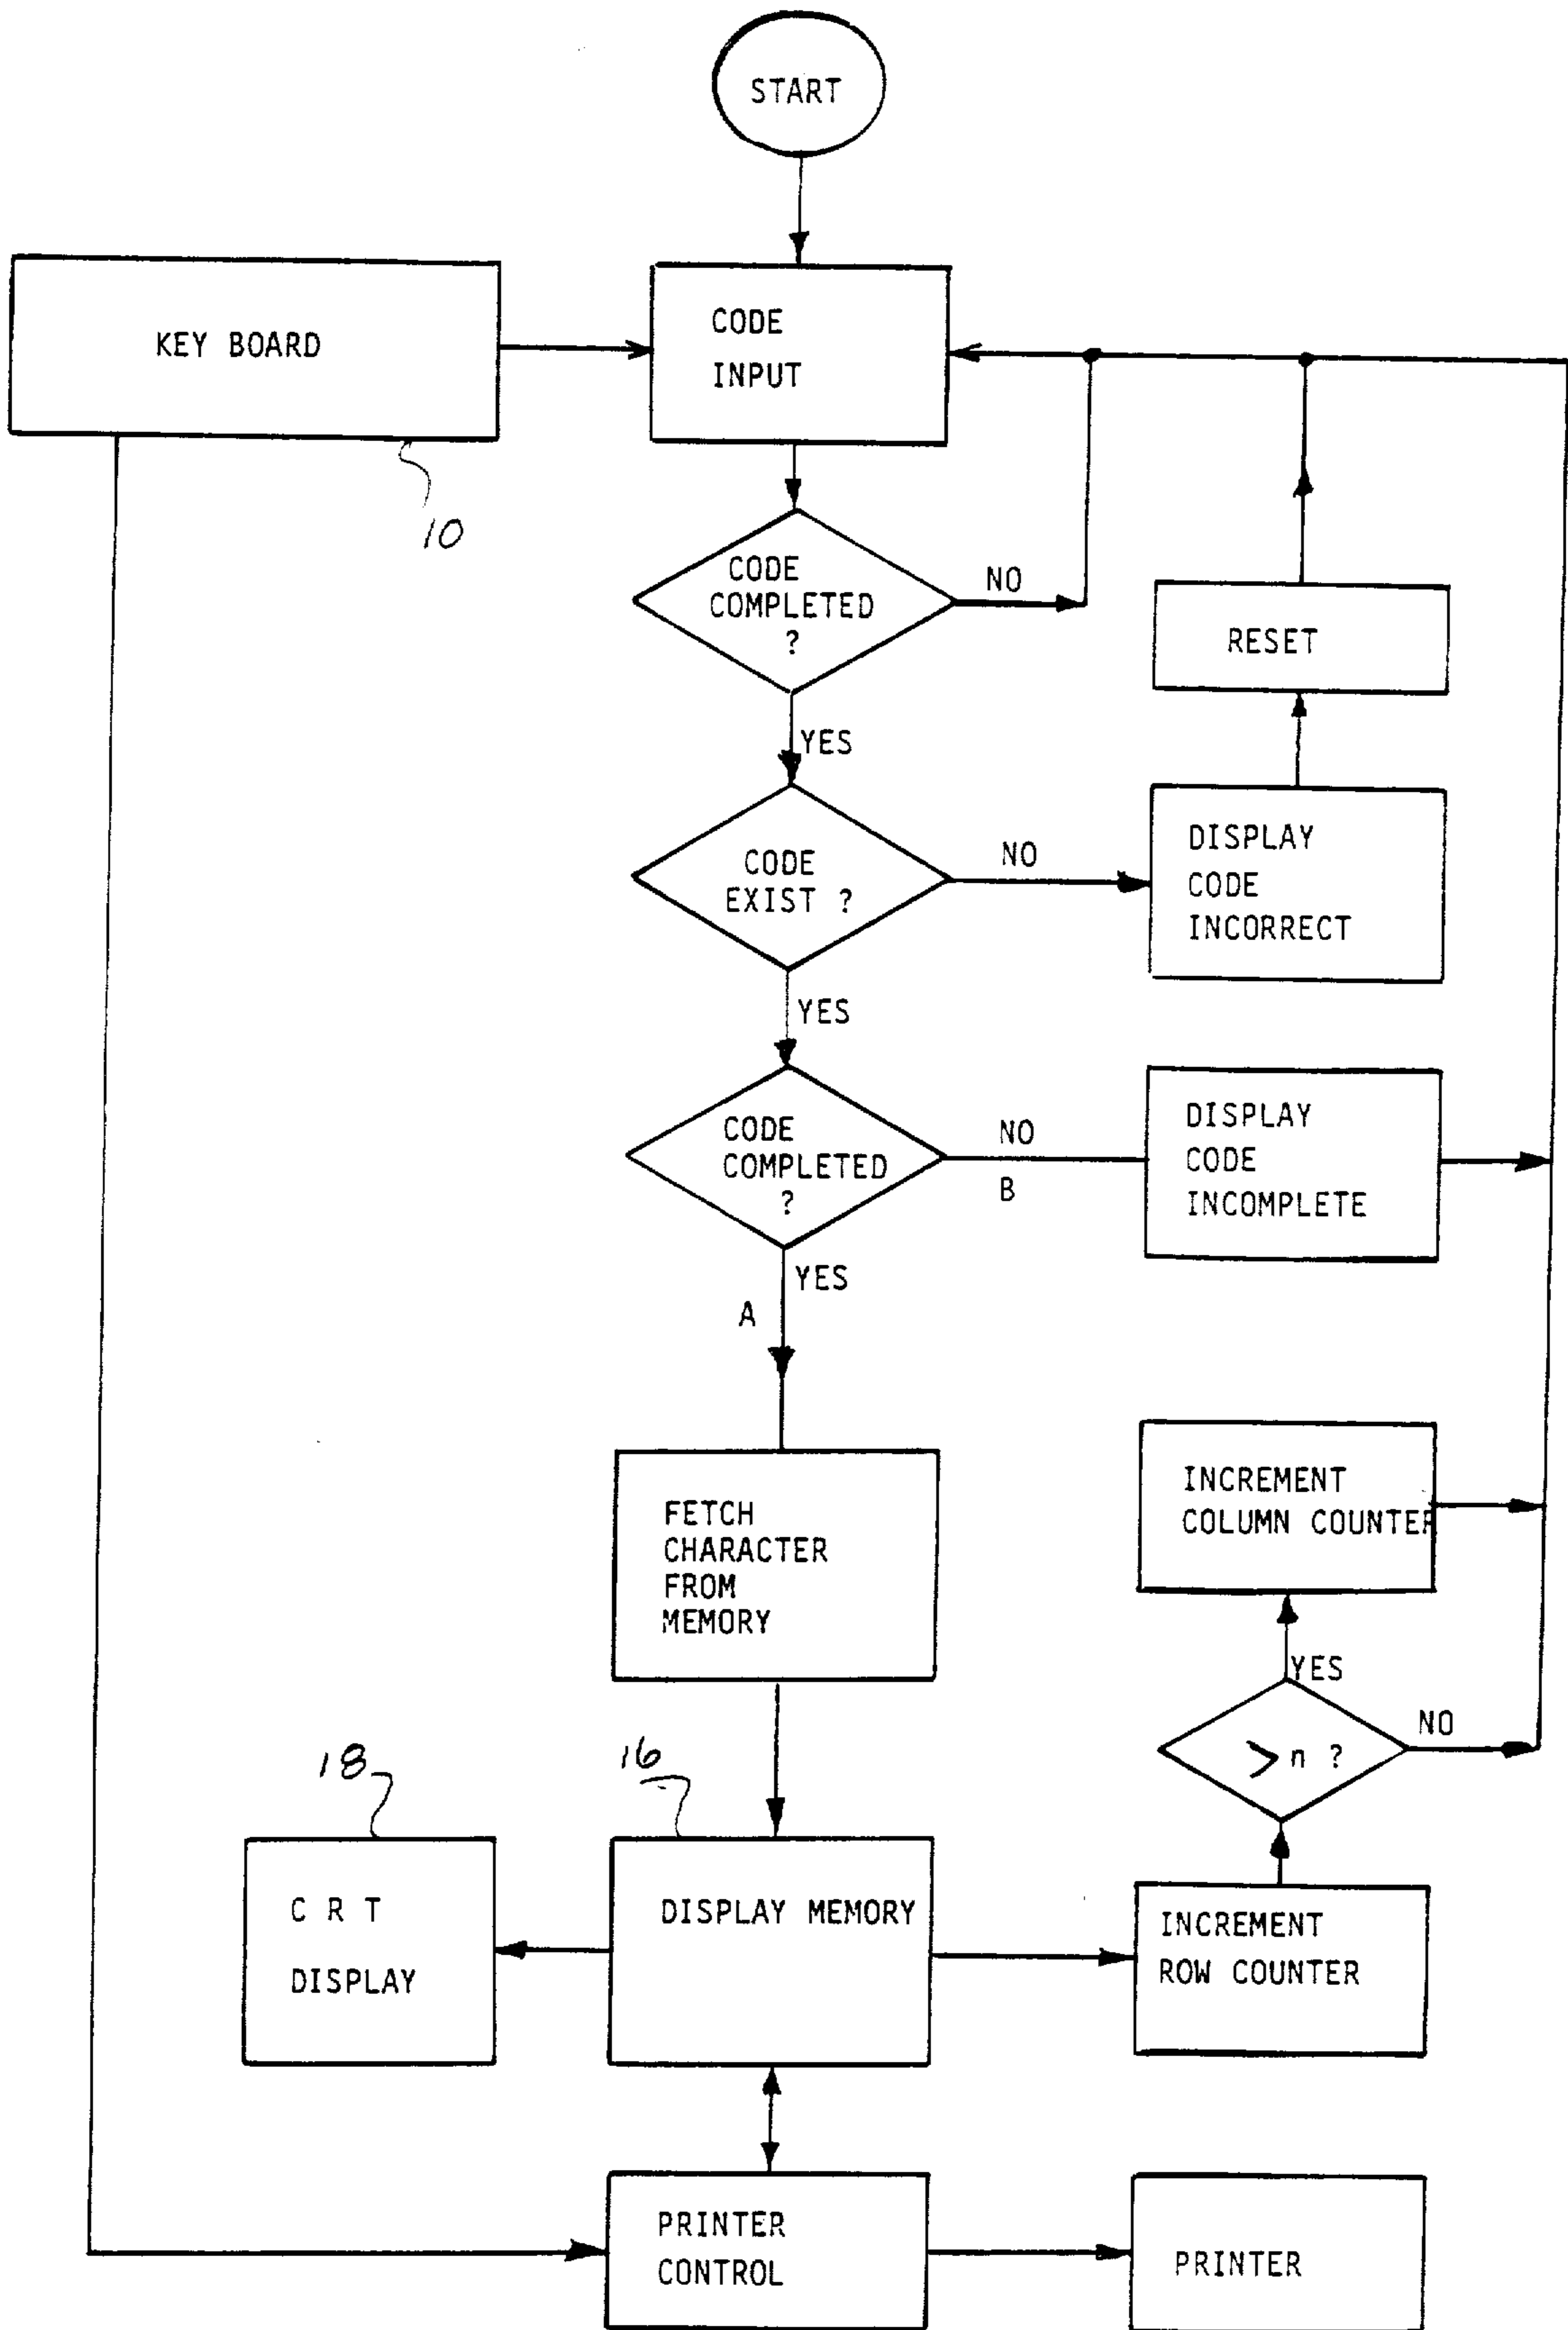 START
KEY BOARD
CODE
INPUT
10
CODE
COMPLETED
?
NO
RESET
YES
CODE
EXIST ?
NO
DISPLAY
CODE
INCORRECT
YES
CODE
COMPLETED
?
NO
B
DISPLAY
CODE
INCOMPLETE
YES
A
FETCH
CHARACTER
FROM
MEMORY
INCREMENT
COLUMN COUNTER
YES
> n ?
NO
18
16
C R T
DISPLAY
DISPLAY MEMORY
INCREMENT
ROW COUNTER
PRINTER
CONTROL
PRINTER